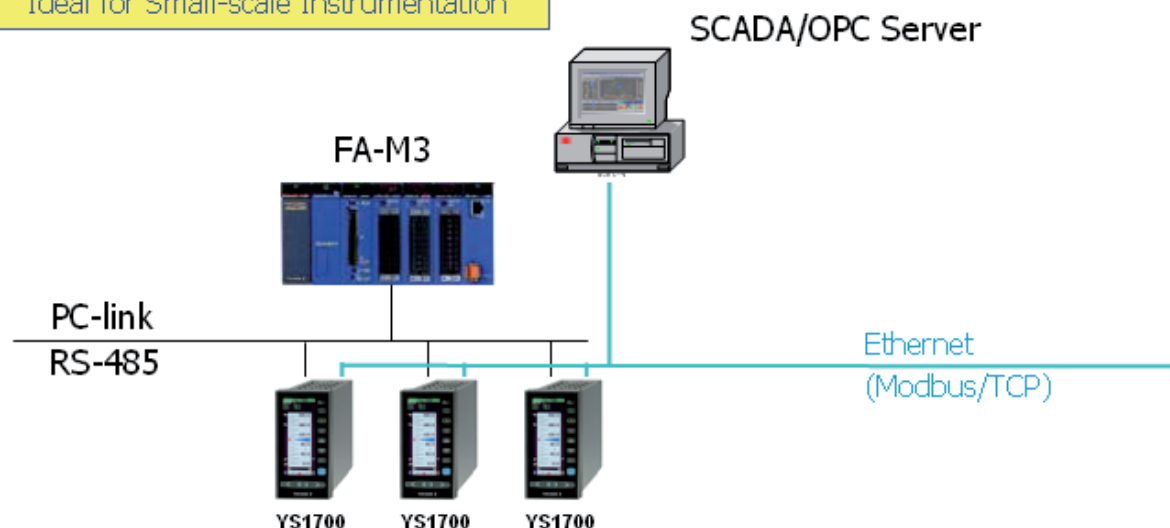 Ideal for Small-scale Instrumentation
SCADA/OPC Server
FA-M3
PC-link
RS-485
Ethernet
(Modbus/TCP)
YS1700
YS1700
YS1700